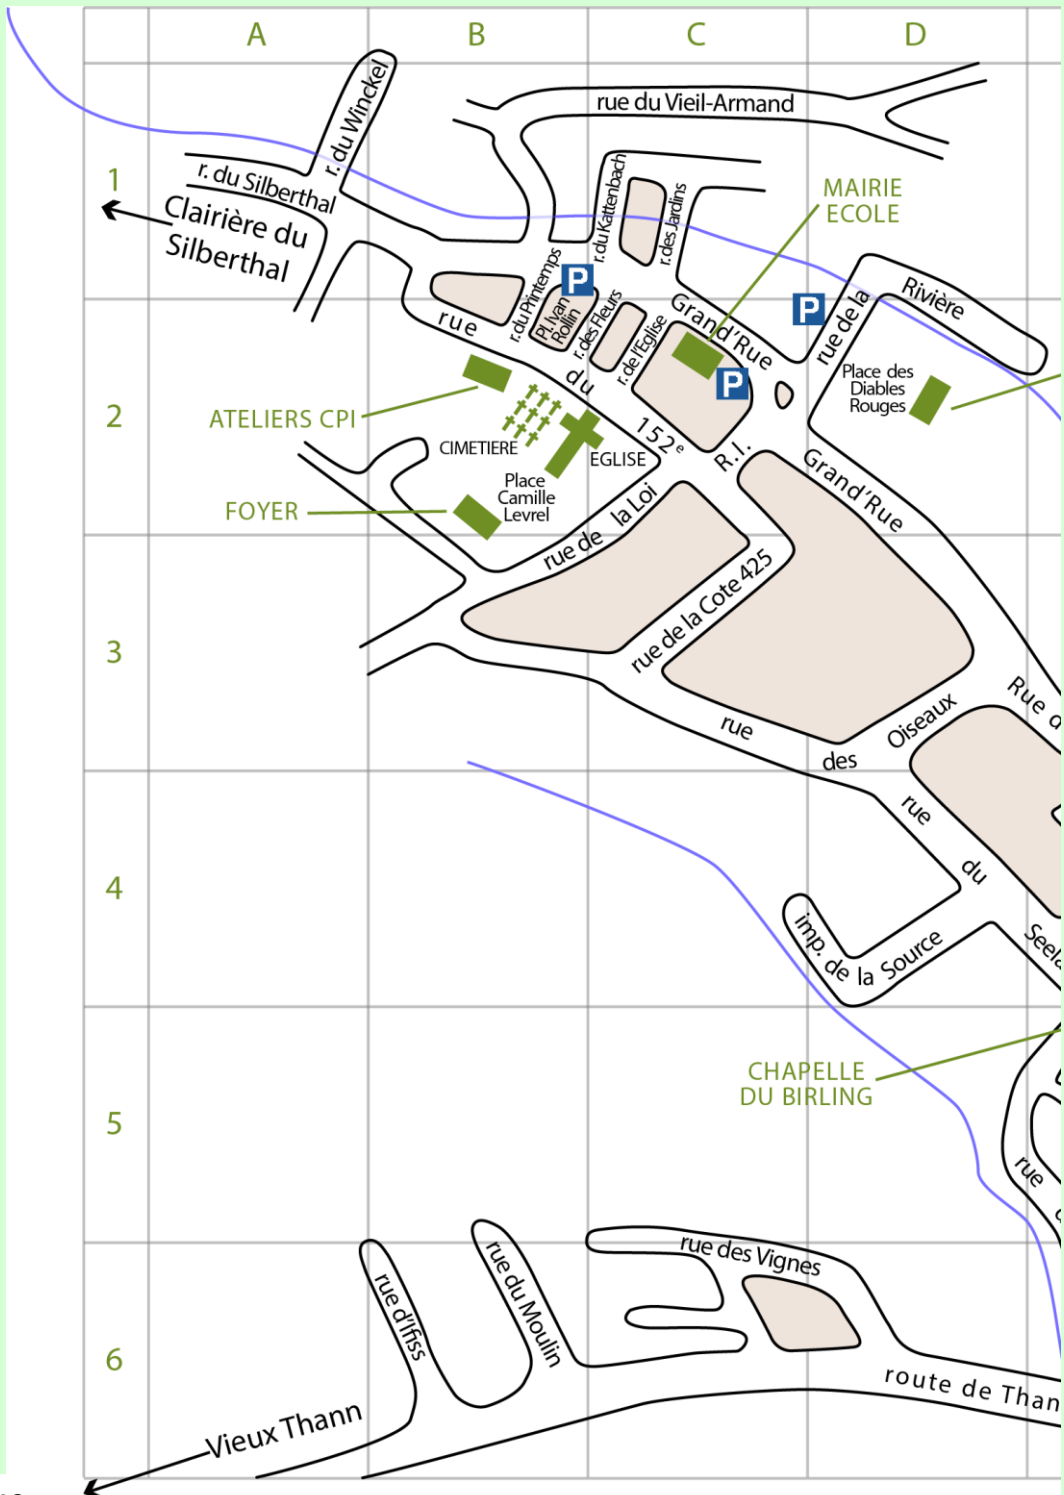 A
B
C
D
1
2
3
4
5
6
r. du Winckel
rue du Vieil-Armand
r. du Silberthal
Clairière du
Silberthal
r. du Kattenbach
r. des Jardins
MAIRIE
ECOLE
r. du Printemps
P
Pl. Ivan
Rollin
r. des Fleurs
r. de l'Eglise
Grand'Rue
P
P
rue de la
Rivière
Place des
Diables
Rouges
rue
du
152e
R.I.
ATELIERS CPI
CIMETIERE
EGLISE
Place
Camille
Levrel
FOYER
rue de la Loi
Grand'Rue
rue de la Cote 425
rue
des
Oiseaux
Rue d
rue
du
Seela
imp. de la Source
CHAPELLE
DU BIRLING
rue
rue d'Ifiss
rue du Moulin
rue des Vignes
route de Than
Vieux Thann